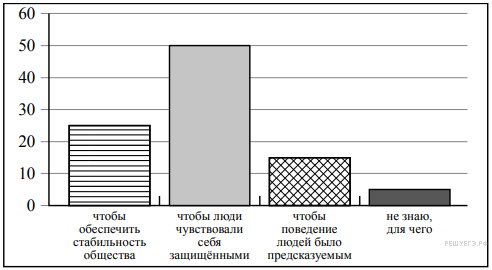 60
50
40
30
20
10
0
чтобы
обеспечить
стабильность
общества
чтобы люди
чувствовали
себя
защищёнными
чтобы
поведение
людей было
предсказуемым
не знаю,
для чего
РЕШУЕГЭ.РФ